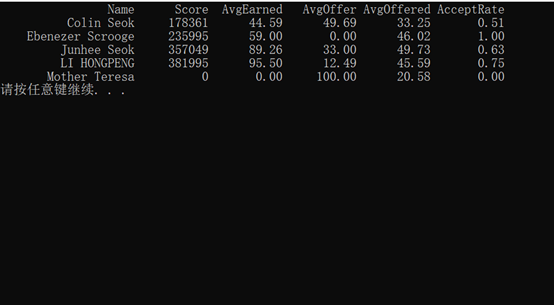 Name Score AvgEarned AvgOffer AvgOffered AcceptRate
Colin Seok 178361 44.59 49.69 33.25 0.51
Ebenezer Scrooge 235995 59.00 0.00 46.02 1.00
Junhee Seok 357049 89.26 33.00 49.73 0.63
LI HONGPENG 381995 95.50 12.49 45.59 0.75
Mother Teresa 0 0.00 100.00 20.58 0.00
请按任意键继续. . .